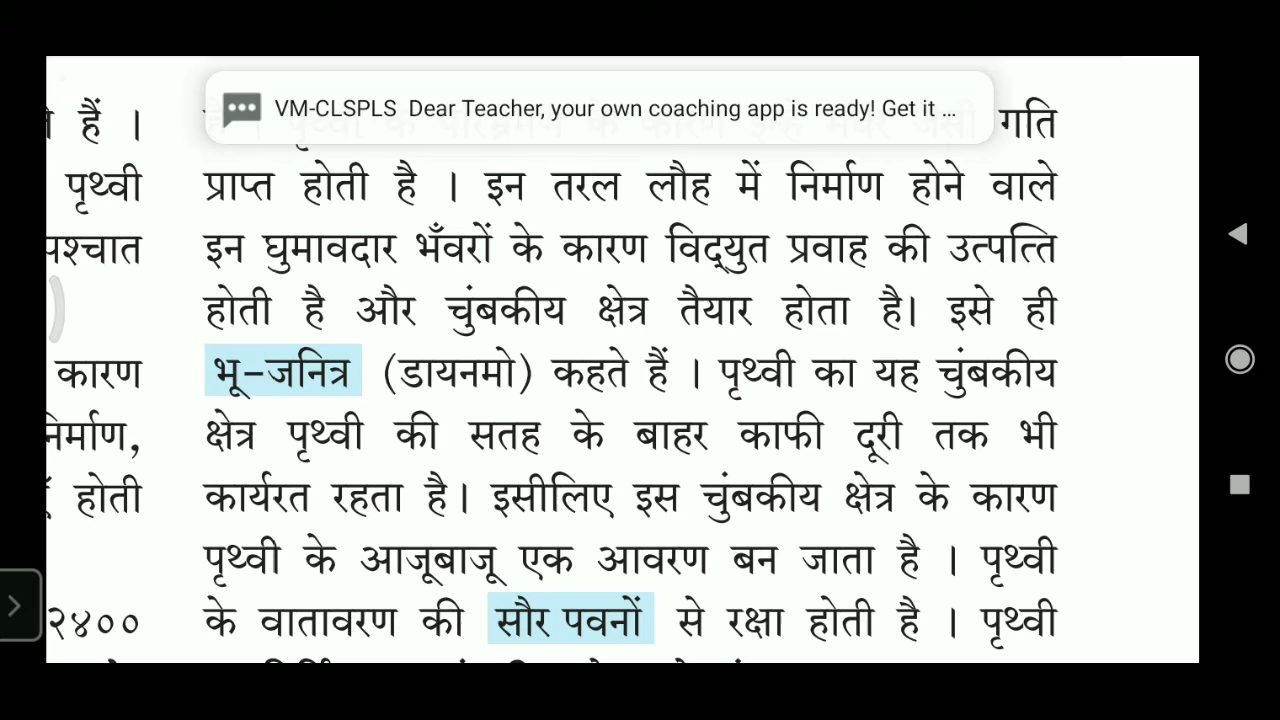 VM-CLSPLS Dear Teacher, your own coaching app is ready! Get it ...
हैं ।
पृथ्वी
पश्चात
कारण
निर्माण,
होती
२४००
गति
प्राप्त होती है । इन तरल लौह में निर्माण होने वाले
इन घुमावदार भँवरों के कारण विद्‌युत प्रवाह की उत्पत्ति
होती है और चुंबकीय क्षेत्र तैयार होता है। इसे ही
भू-जनित्र (डायनमो) कहते हैं । पृथ्वी का यह चुंबकीय
क्षेत्र पृथ्वी की सतह के बाहर काफी दूरी तक भी
कार्यरत रहता है। इसीलिए इस चुंबकीय क्षेत्र के कारण
पृथ्वी के आजूबाजू एक आवरण बन जाता है । पृथ्वी
के वातावरण की सौर पवनों से रक्षा होती है । पृथ्वी